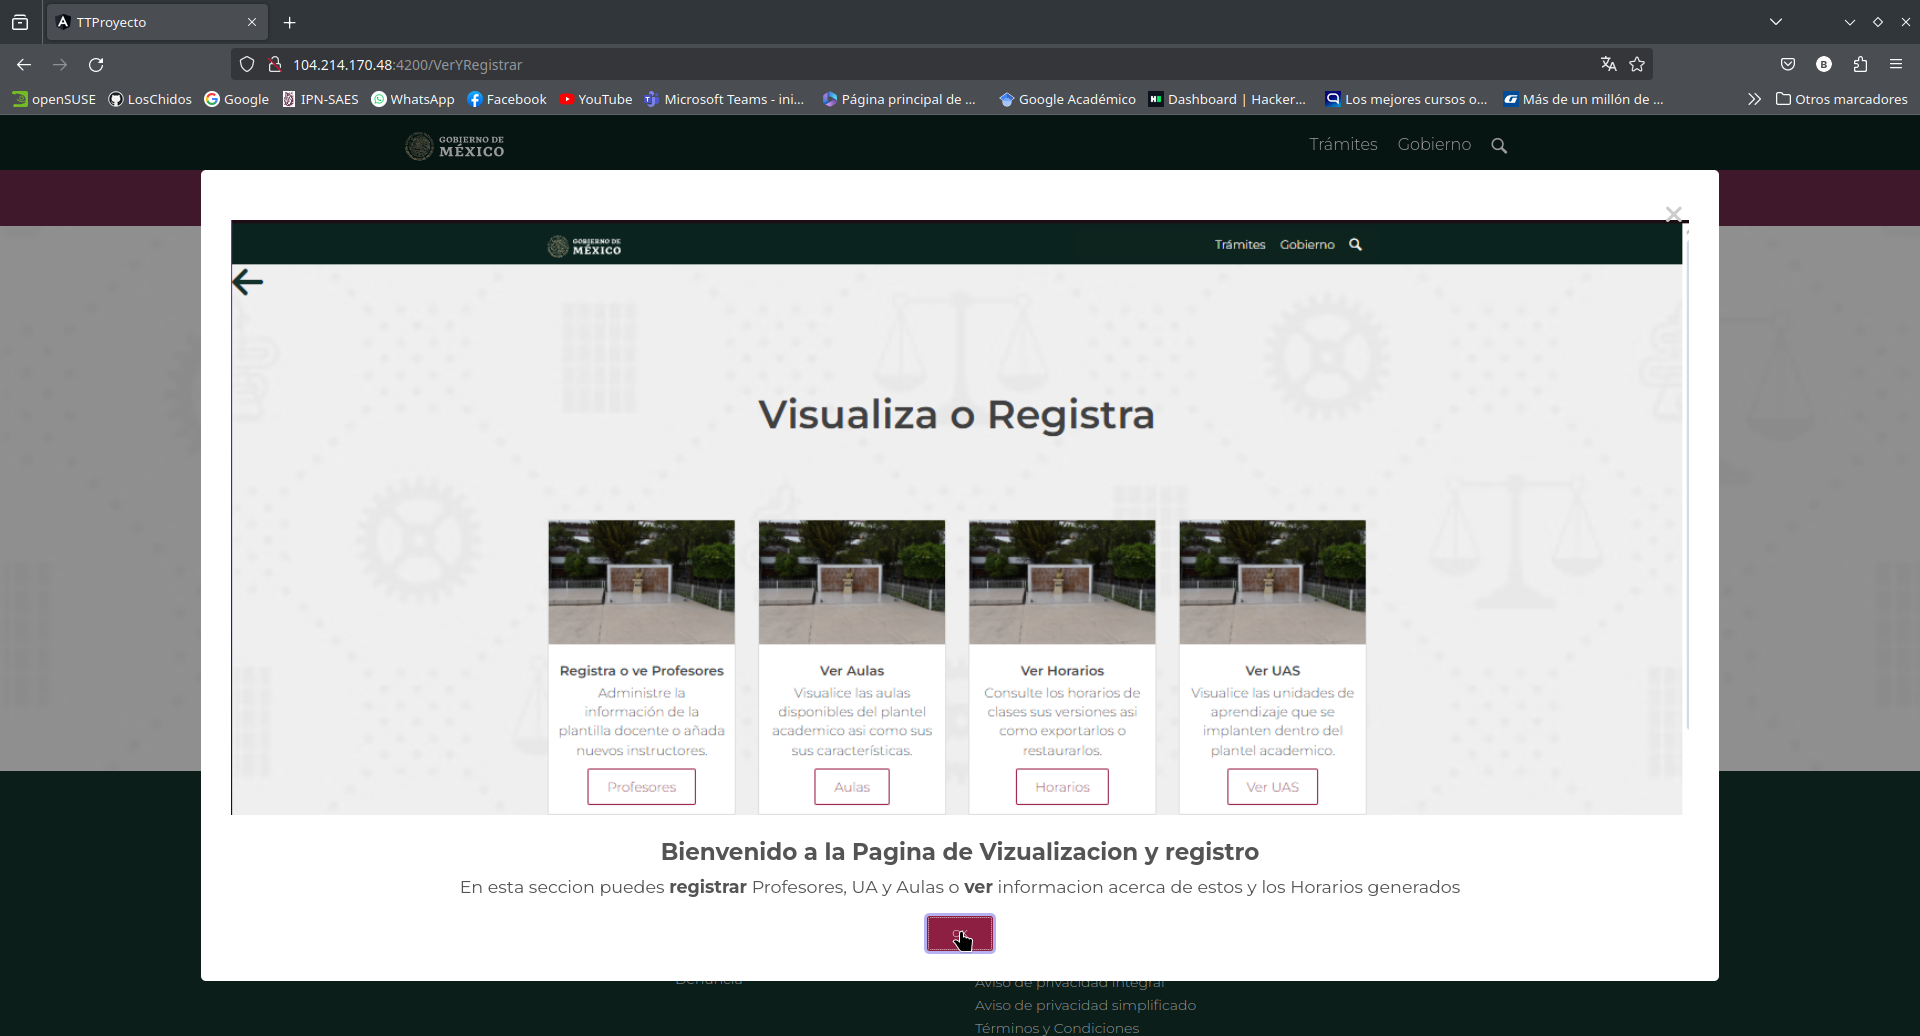 TTProyecto
104.214.170.48:4200/VerYRegistrar
openSUSE LosChidos Google IPN-SAES WhatsApp Facebook YouTube Microsoft Teams - ini... Página principal de ... Google Académico Dashboard | Hacker... Los mejores cursos o... Más de un millón de ... Otros marcadores
GOBIERNO DE
MÉXICO
Trámites Gobierno
GOBIERNO DE
MÉXICO
Trámites Gobierno
Visualiza o Registra
Registra o ve Profesores
Administre la
información de la
plantilla docente o añada
nuevos instructores.
Profesores
Ver Aulas
Visualice las aulas
disponibles del plantel
academico asi como sus
sus características.
Aulas
Ver Horarios
Consulte los horarios de
clases sus versiones asi
como exportarlos o
restaurarlos.
Horarios
Ver UAS
Visualice las unidades de
aprendizaje que se
implanten dentro del
plantel academico.
Ver UAS
Bienvenido a la Pagina de Vizualizacion y registro
En esta seccion puedes registrar Profesores, UA y Aulas o ver informacion acerca de estos y los Horarios generados
Denuncia
Aviso de privacidad integral
Aviso de privacidad simplificado
Términos y Condiciones